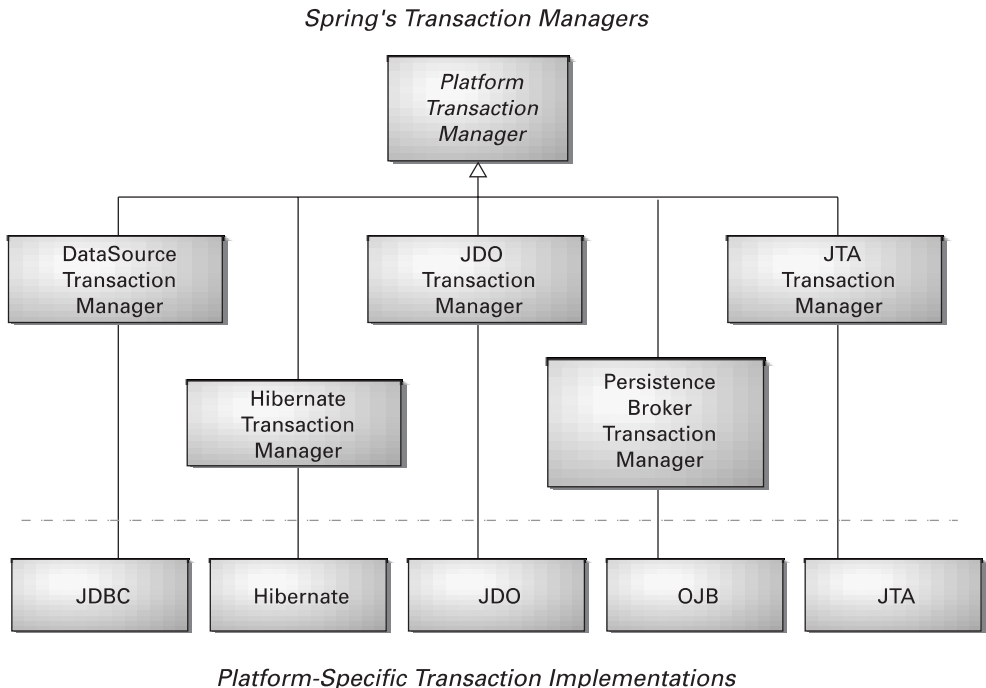 Spring's Transaction Managers
Platform
Transaction
Manager
DataSource
Transaction
Manager
JDO
Transaction
Manager
JTA
Transaction
Manager
Hibernate
Transaction
Manager
Persistence
Broker
Transaction
Manager
JDBC
Hibernate
JDO
OJB
JTA
Platform-Specific Transaction Implementations